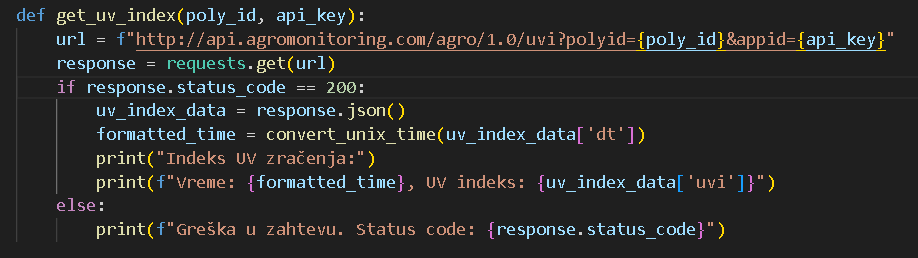 def get_uv_index(poly_id, api_key):
    url = f"http://api.agromonitoring.com/agro/1.0/uvi?polyid={poly_id}&appid={api_key}"
    response = requests.get(url)
    if response.status_code == 200:
        uv_index_data = response.json()
        formatted_time = convert_unix_time(uv_index_data['dt'])
        print("Indeks UV zračenja:")
        print(f"Vreme: {formatted_time}, UV indeks: {uv_index_data['uvi']}")
    else:
        print(f"Greška u zahtevu. Status code: {response.status_code}")